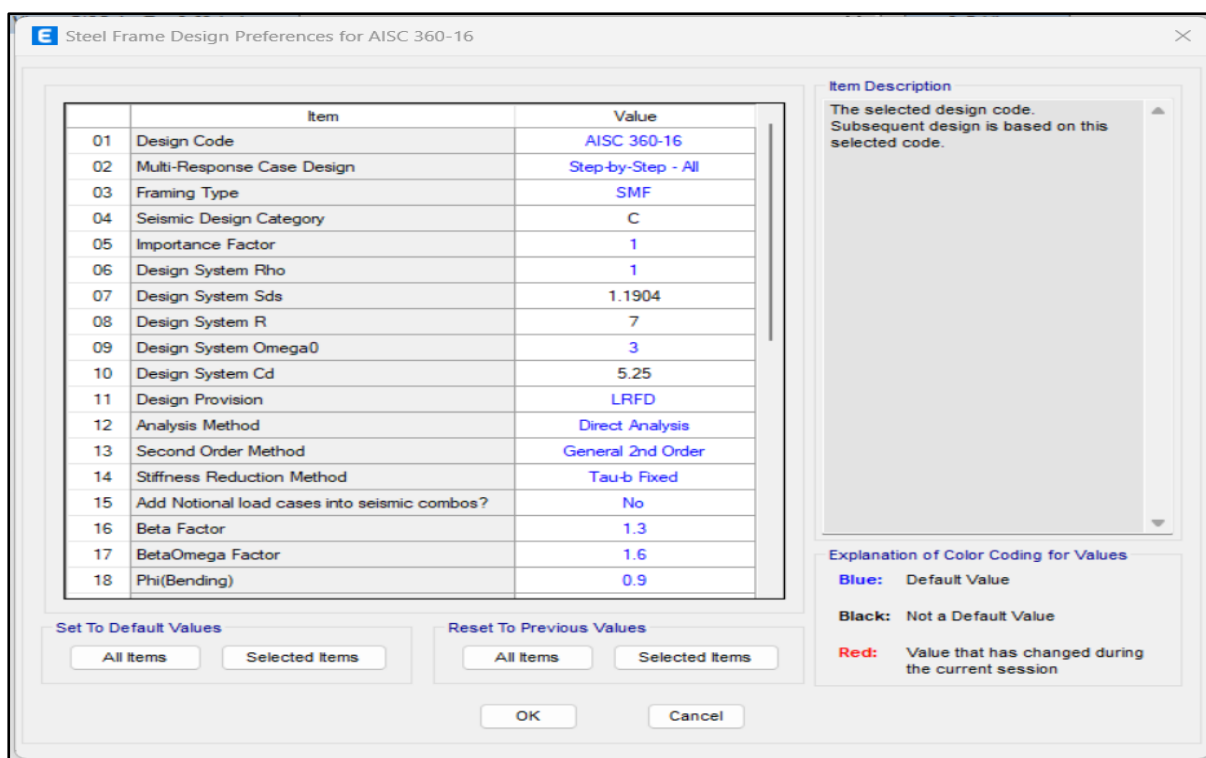 E Steel Frame Design Preferences for AISC 360-16
Item Value
01 Design Code AISC 360-16
02 Multi-Response Case Design Step-by-Step - All
03 Framing Type SMF
04 Seismic Design Category C
05 Importance Factor 1
06 Design System Rho 1
07 Design System Sds 1.1904
08 Design System R 7
09 Design System Omega0 3
10 Design System Cd 5.25
11 Design Provision LRFD
12 Analysis Method Direct Analysis
13 Second Order Method General 2nd Order
14 Stiffness Reduction Method Tau-b Fixed
15 Add Notional load cases into seismic combos? No
16 Beta Factor 1.3
17 BetaOmega Factor 1.6
18 Phi(Bending) 0.9
Item Description
The selected design code.
Subsequent design is based on this
selected code.
Explanation of Color Coding for Values
Blue: Default Value
Black: Not a Default Value
Red: Value that has changed during
the current session
Set To Default Values
All Items Selected Items
Reset To Previous Values
All Items Selected Items
OK Cancel